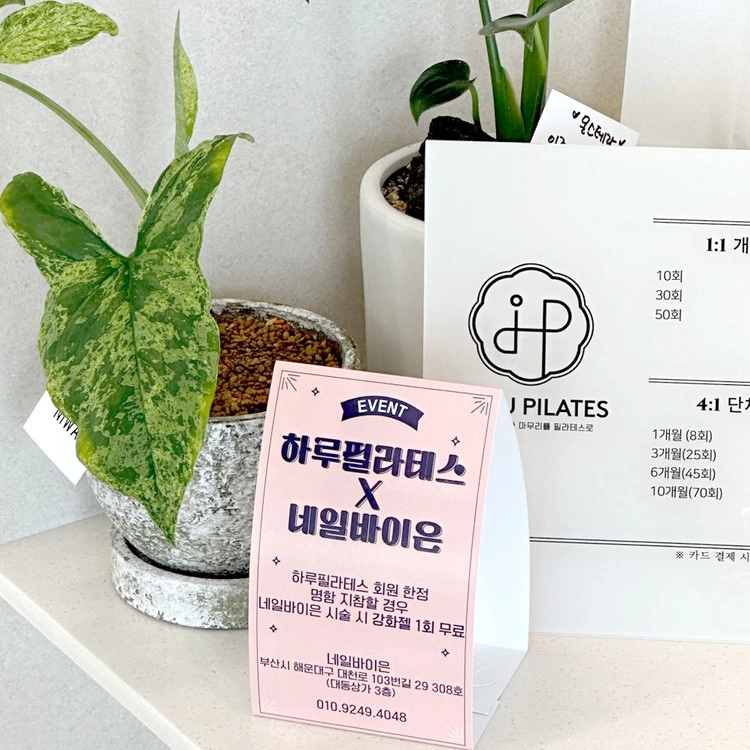 EVENT
하루필라테스
X
네일바이은
하루필라테스 회원 한정
명함 지참할 경우
네일바이은 시술 시 강화젤 1회 무료
네일바이은
부산시 해운대구 대천로 103번길 29 308호
(대동상가 3층)
010.9249.4048
몬스테라
PILATES
마무리를 필라테스로
1:1
10회
30회
50회
4:1
1개월 (8회)
3개월(25회)
6개월(45회)
10개월(70회)
※ 카드 결제 시